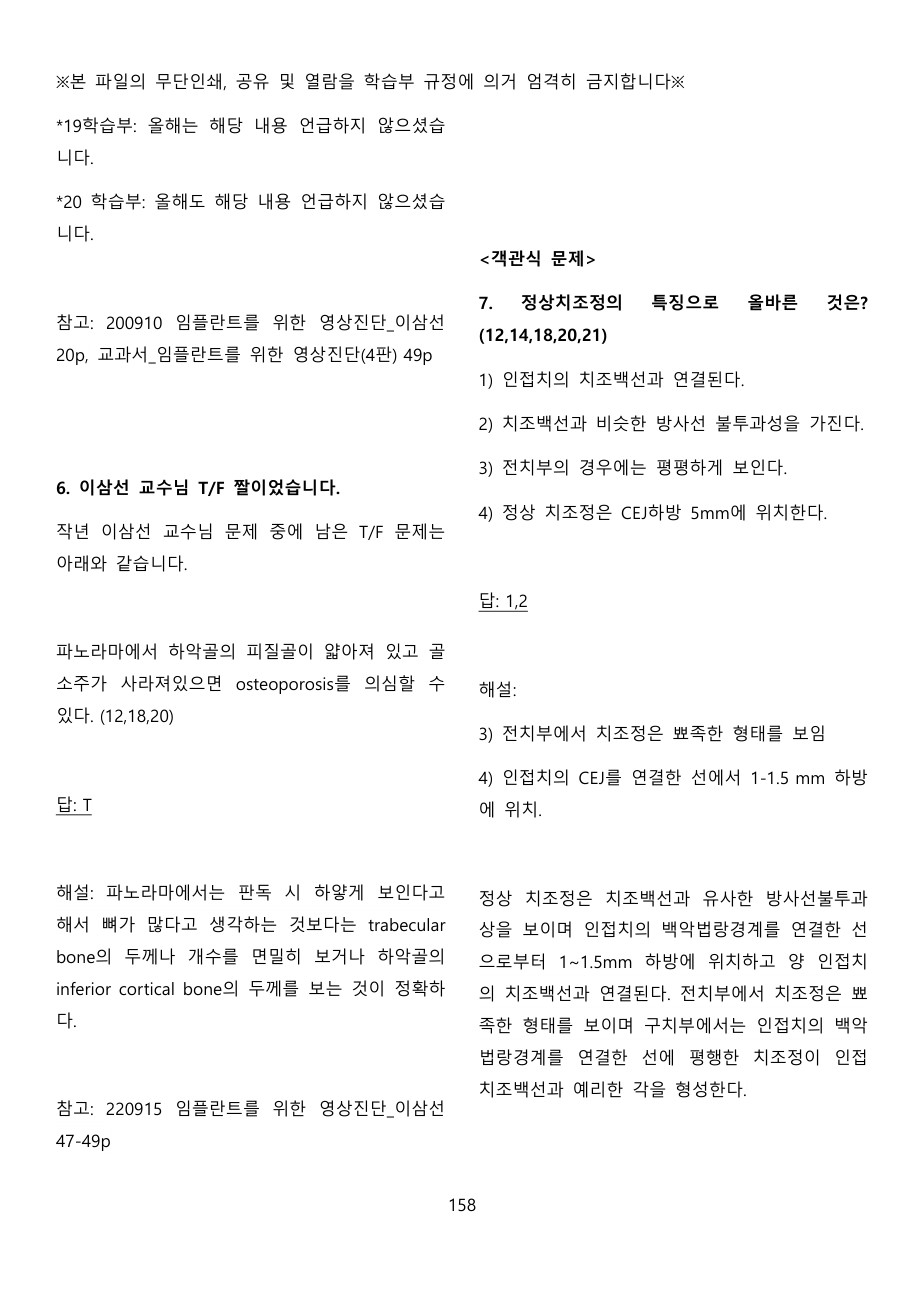 ※본 파일의 무단인쇄, 공유 및 열람을 학습부 규정에 의거 엄격히 금지합니다※
*19학습부: 올해는 해당 내용 언급하지 않으셨습
니다.
*20 학습부: 올해도 해당 내용 언급하지 않으셨습
니다.
참고: 200910 임플란트를 위한 영상진단_이삼선
20p, 교과서_임플란트를 위한 영상진단(4판) 49p
6. 이삼선 교수님 T/F 짤이었습니다.
작년 이삼선 교수님 문제 중에 남은 T/F 문제는
아래와 같습니다.
파노라마에서 하악골의 피질골이 얇아져 있고 골
소주가 사라져있으면 osteoporosis를 의심할 수
있다. (12,18,20)
답: T
해설: 파노라마에서는 판독 시 하얗게 보인다고
해서 뼈가 많다고 생각하는 것보다는 trabecular
bone의 두께나 개수를 면밀히 보거나 하악골의
inferior cortical bone의 두께를 보는 것이 정확하
다.
참고: 220915 임플란트를 위한 영상진단_이삼선
47-49p
<객관식 문제>
7. 정상치조정의 특징으로 올바른 것은?
(12,14,18,20,21)
1) 인접치의 치조백선과 연결된다.
2) 치조백선과 비슷한 방사선 불투과성을 가진다.
3) 전치부의 경우에는 평평하게 보인다.
4) 정상 치조정은 CEJ하방 5mm에 위치한다.
답: 1,2
해설:
3) 전치부에서 치조정은 뾰족한 형태를 보임
4) 인접치의 CEJ를 연결한 선에서 1-1.5 mm 하방
에 위치.
정상 치조정은 치조백선과 유사한 방사선불투과
상을 보이며 인접치의 백악법랑경계를 연결한 선
으로부터 1~1.5mm 하방에 위치하고 양 인접치
의 치조백선과 연결된다. 전치부에서 치조정은 뾰
족한 형태를 보이며 구치부에서는 인접치의 백악
법랑경계를 연결한 선에 평행한 치조정이 인접
치조백선과 예리한 각을 형성한다.
158